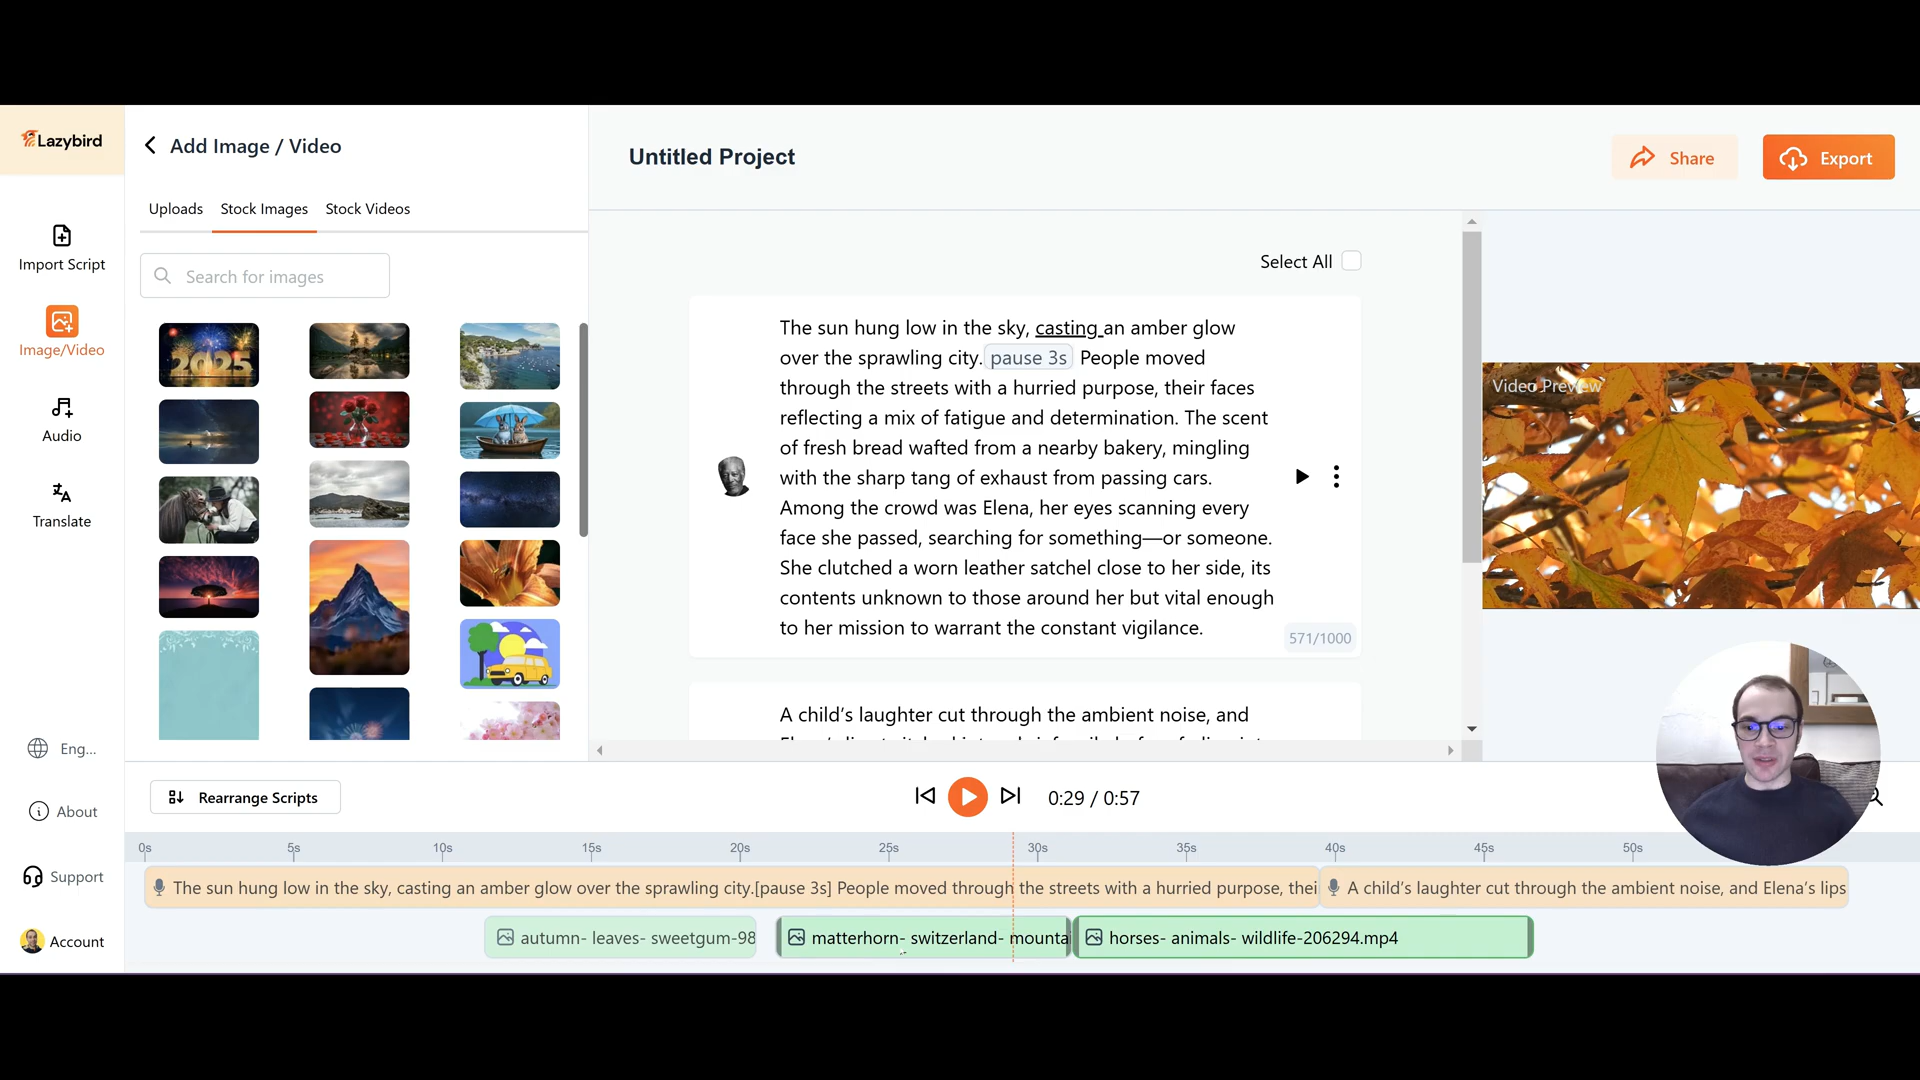 Lazybird
Import Script
Image/Video
Audio
Translate
Eng...
About
Support
Account
Add Image / Video
Uploads
Stock Images
Stock Videos
Search for images
2025
Untitled Project
Share
Export
Select All
The sun hung low in the sky, casting an amber glow
over the sprawling city. pause 3s People moved
through the streets with a hurried purpose, their faces
reflecting a mix of fatigue and determination. The scent
of fresh bread wafted from a nearby bakery, mingling
with the sharp tang of exhaust from passing cars.
Among the crowd was Elena, her eyes scanning every
face she passed, searching for something—or someone.
She clutched a worn leather satchel close to her side, its
contents unknown to those around her but vital enough
to her mission to warrant the constant vigilance.
571/1000
A child’s laughter cut through the ambient noise, and
Video Preview
Rearrange Scripts
0:29 / 0:57
0s 5s 10s 15s 20s 25s 30s 35s 40s 45s 50s
The sun hung low in the sky, casting an amber glow over the sprawling city.[pause 3s] People moved through the streets with a hurried purpose, thei
A child’s laughter cut through the ambient noise, and Elena’s lips
autumn- leaves- sweetgum-98
matterhorn- switzerland- mounta
horses- animals- wildlife-206294.mp4